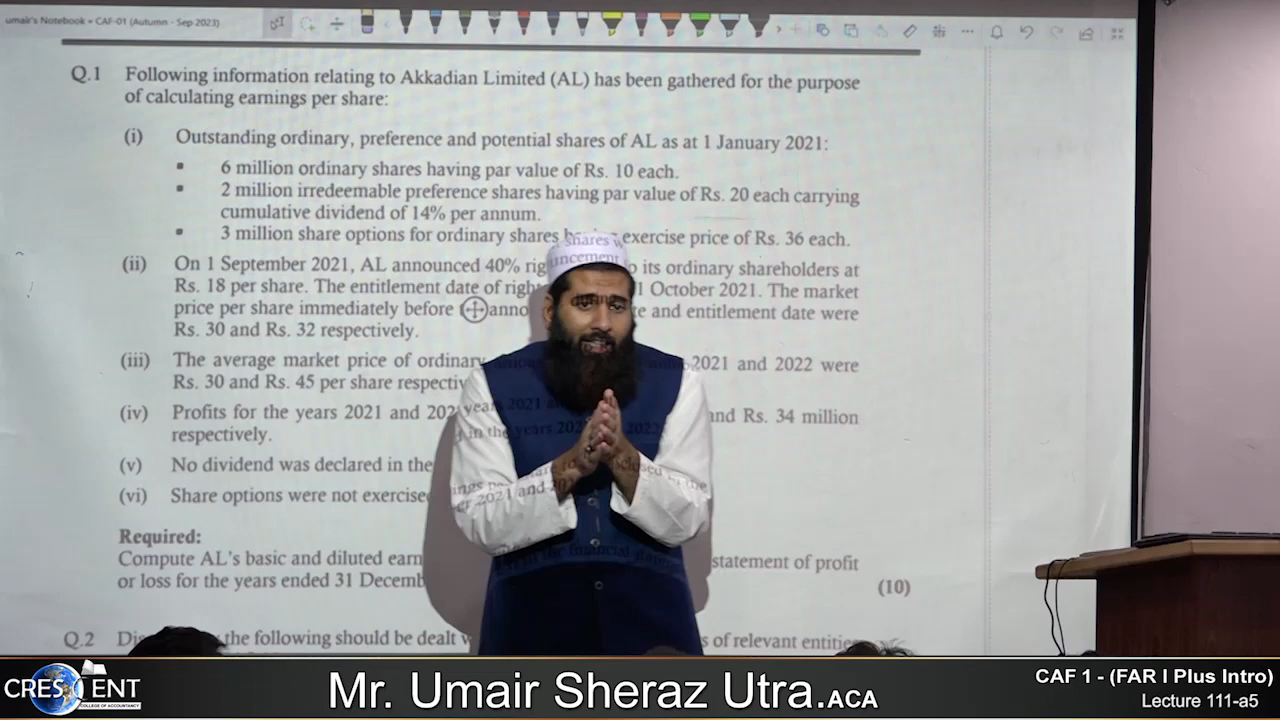 umair's Notebook » CAF-01 (Autumn - Sep 2023)
Q.1 Following information relating to Akkadian Limited (AL) has been gathered for the purpose
of calculating earnings per share:
(i) Outstanding ordinary, preference and potential shares of AL as at 1 January 2021:
▪ 6 million ordinary shares having par value of Rs. 10 each.
▪ 2 million irredeemable preference shares having par value of Rs. 20 each carrying
cumulative dividend of 14% per annum.
▪ 3 million share options for ordinary shares exercise price of Rs. 36 each.
(ii) On 1 September 2021, AL announced 40% its ordinary shareholders at
Rs. 18 per share. The entitlement date of 1 October 2021. The market
price per share immediately before and entitlement date were
Rs. 30 and Rs. 32 respectively.
(iii) The average market price of ordinary 2021 and 2022 were
Rs. 30 and Rs. 45 per share
(iv) Profits for the years 2021 and and Rs. 34 million
respectively.
(v) No dividend was declared in the years
(vi) Share options were not exercised
Required:
Compute AL's basic and diluted statement of profit
or loss for the years ended 31
(10)
Q.2 the following should be dealt of relevant
CRESCENT
COLLEGE OF ACCOUNTANCY
Mr. Umair Sheraz Utra.ACA
CAF 1 - (FAR I Plus Intro)
Lecture 111-a5